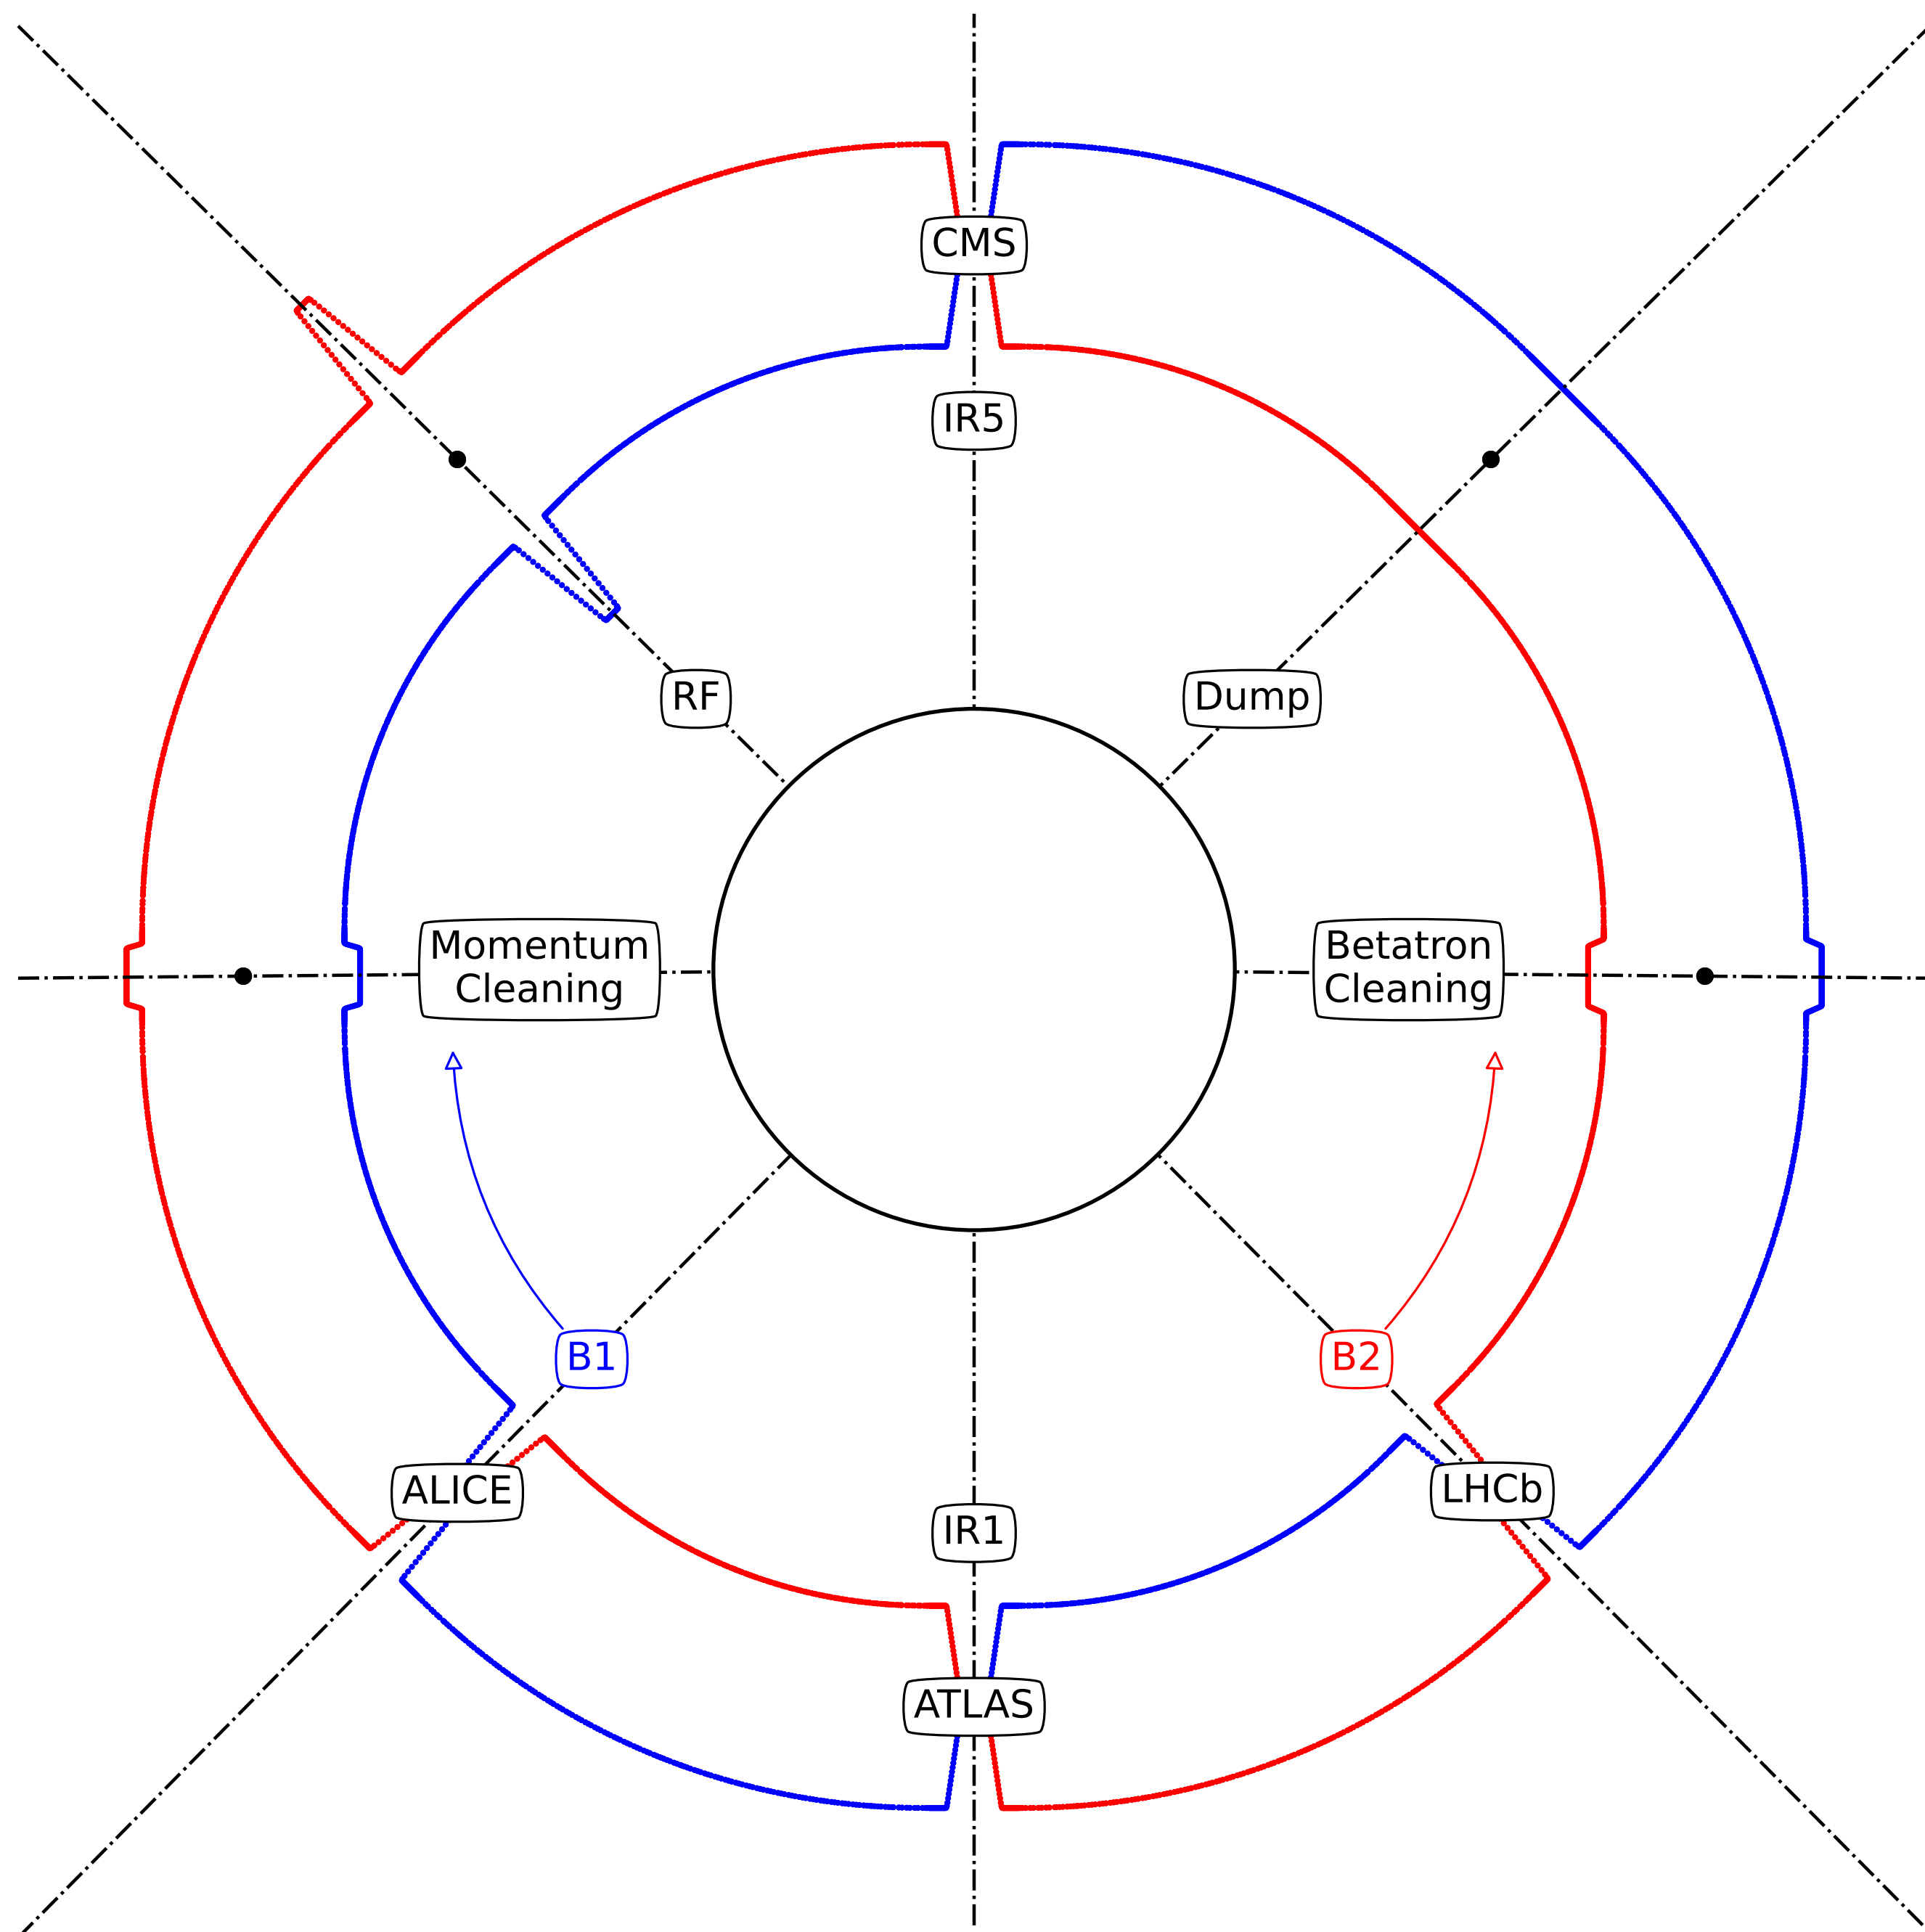 CMS
IR5
RF
Dump
Momentum
Cleaning
Betatron
Cleaning
B1
B2
ALICE
LHCb
IR1
ATLAS